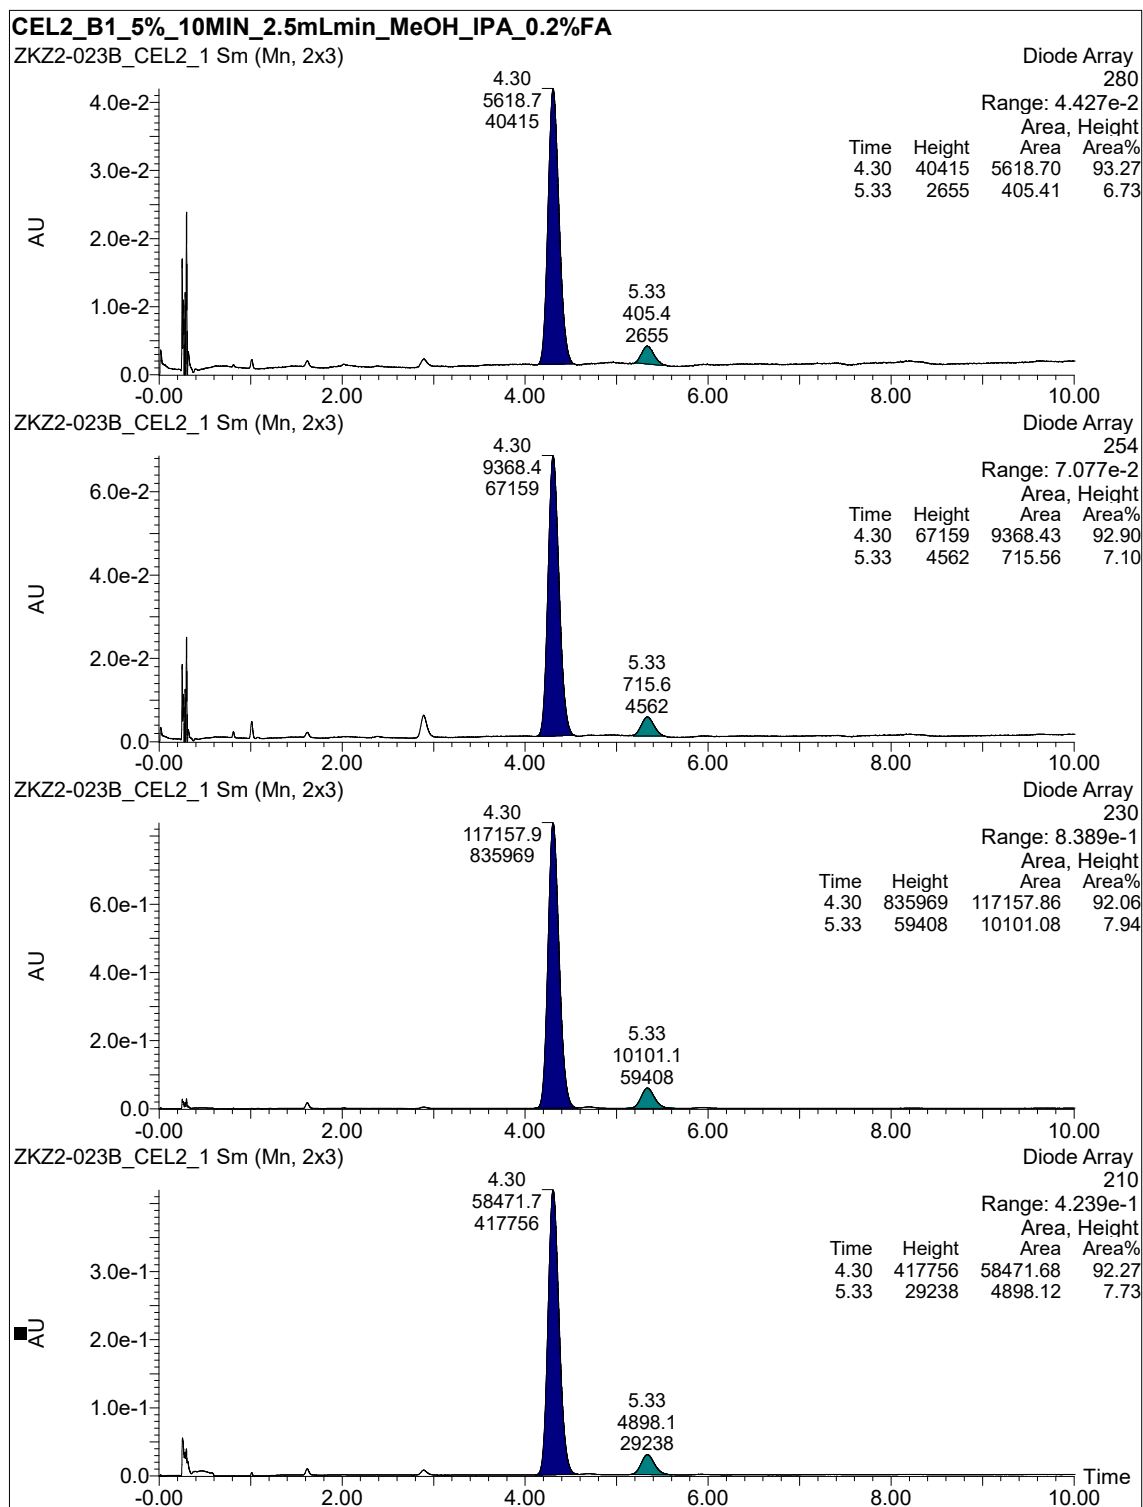 CEL2_B1_5%_10MIN_2.5mLmin_MeOH_IPA_0.2%FA
ZKZ2-023B_CEL2_1 Sm (Mn, 2x3)
Diode Array
280
Range: 4.427e-2
Area, Height
Time Height Area Area%
4.30 40415 5618.70 93.27
5.33 2655 405.41 6.73
4.30
5618.7
40415
5.33
405.4
2655
AU
4.0e-2
3.0e-2
2.0e-2
1.0e-2
0.0
-0.00 2.00 4.00 6.00 8.00 10.00
ZKZ2-023B_CEL2_1 Sm (Mn, 2x3)
Diode Array
254
Range: 7.077e-2
Area, Height
Time Height Area Area%
4.30 67159 9368.43 92.90
5.33 4562 715.56 7.10
4.30
9368.4
67159
5.33
715.6
4562
AU
6.0e-2
4.0e-2
2.0e-2
0.0
-0.00 2.00 4.00 6.00 8.00 10.00
ZKZ2-023B_CEL2_1 Sm (Mn, 2x3)
Diode Array
230
Range: 8.389e-1
Area, Height
Time Height Area Area%
4.30 835969 117157.86 92.06
5.33 59408 10101.08 7.94
4.30
117157.9
835969
5.33
10101.1
59408
AU
6.0e-1
4.0e-1
2.0e-1
0.0
-0.00 2.00 4.00 6.00 8.00 10.00
ZKZ2-023B_CEL2_1 Sm (Mn, 2x3)
Diode Array
210
Range: 4.239e-1
Area, Height
Time Height Area Area%
4.30 417756 58471.68 92.27
5.33 29238 4898.12 7.73
4.30
58471.7
417756
5.33
4898.1
29238
AU
3.0e-1
2.0e-1
1.0e-1
0.0
Time
-0.00 2.00 4.00 6.00 8.00 10.00